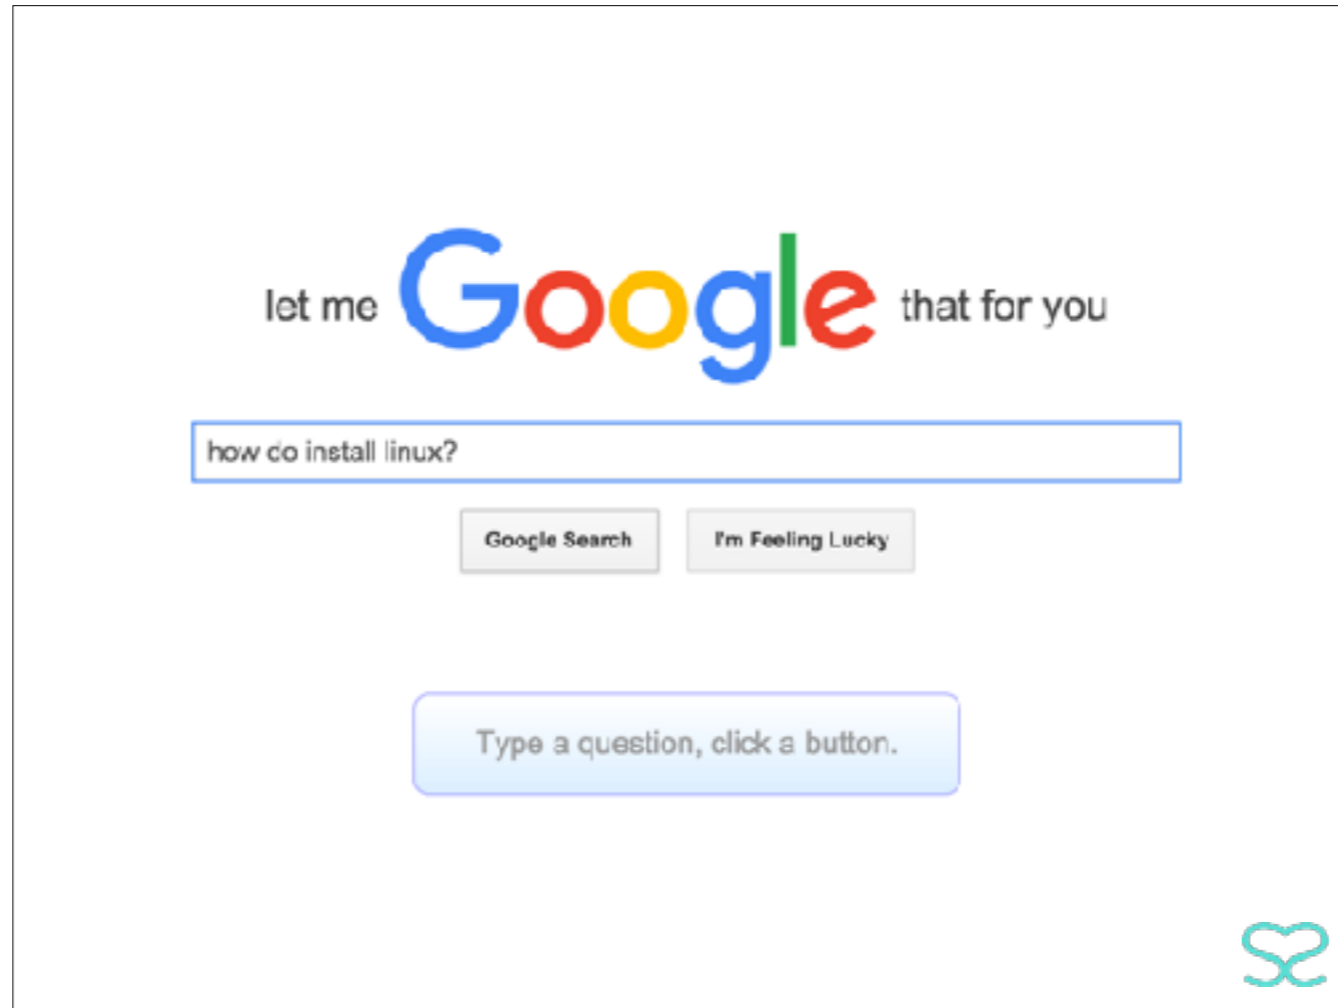 let me Google that for you
how do install linux?
Google Search I'm Feeling Lucky
Type a question, click a button.